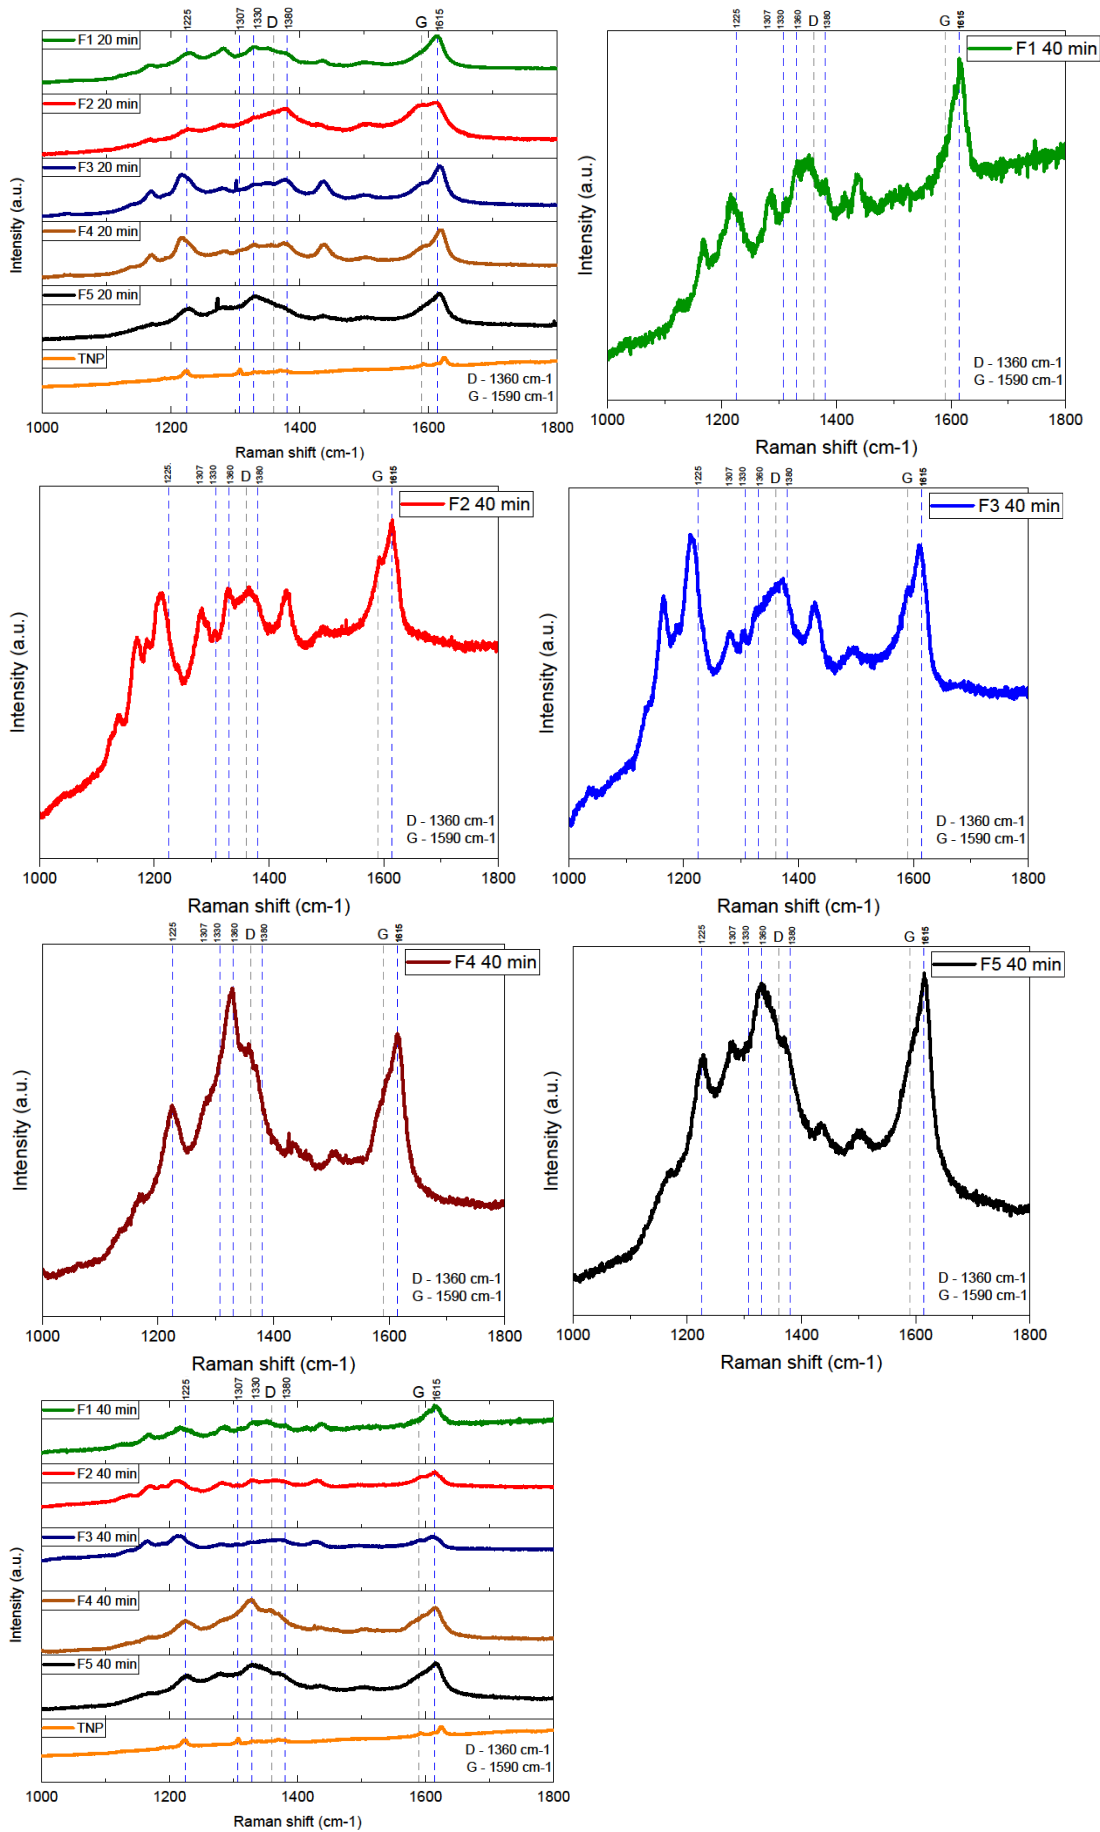 1225 1307 1330 D 1380 G 1615
F1 20 min
F2 20 min
F3 20 min
F4 20 min
F5 20 min
TNP
D - 1360 cm-1
G - 1590 cm-1
Intensity (a.u.)
1000 1200 1400 1600 1800
Raman shift (cm-1)
1225 1307 1330 1360 D 1380 G 1615
F1 40 min
Intensity (a.u.)
D - 1360 cm-1
G - 1590 cm-1
1000 1200 1400 1600 1800
Raman shift (cm-1)
1225. 1307 1330 1360 D 1380 G 1615
F2 40 min
Intensity (a.u.)
D - 1360 cm-1
G - 1590 cm-1
1000 1200 1400 1600 1800
Raman shift (cm-1)
1225 1307 1330 1360 D 1380 G 1615
F3 40 min
Intensity (a.u.)
D - 1360 cm-1
G - 1590 cm-1
1000 1200 1400 1600 1800
Raman shift (cm-1)
1225 1307 1330 1360 D 1380 G 1615
F4 40 min
Intensity (a.u.)
D - 1360 cm-1
G - 1590 cm-1
1000 1200 1400 1600 1800
Raman shift (cm-1)
1225 1307 1330 1360 D 1380 G 1615
F5 40 min
Intensity (a.u.)
D - 1360 cm-1
G - 1590 cm-1
1000 1200 1400 1600 1800
Raman shift (cm-1)
1225 1307 1330 D 1380 G 1615
F1 40 min
F2 40 min
F3 40 min
F4 40 min
F5 40 min
TNP
D - 1360 cm-1
G - 1590 cm-1
Intensity (a.u.)
1000 1200 1400 1600 1800
Raman shift (cm-1)